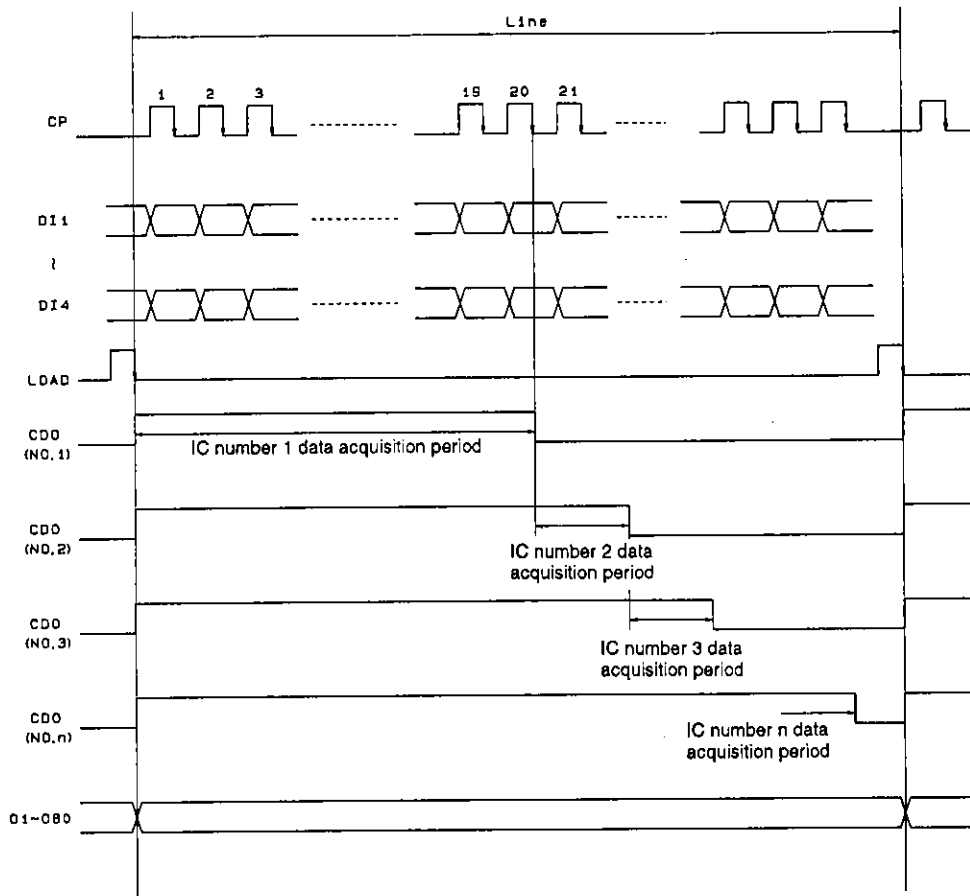 Line
1 2 3 19 20 21
CP
DI1
~
DI4
LOAD
CDO
(NO,1)
IC number 1 data acquisition period
CDO
(NO,2)
IC number 2 data
acquisition period
CDO
(NO,3)
IC number 3 data
acquisition period
CDO
(NO,n)
IC number n data
acquisition period
O1~O80